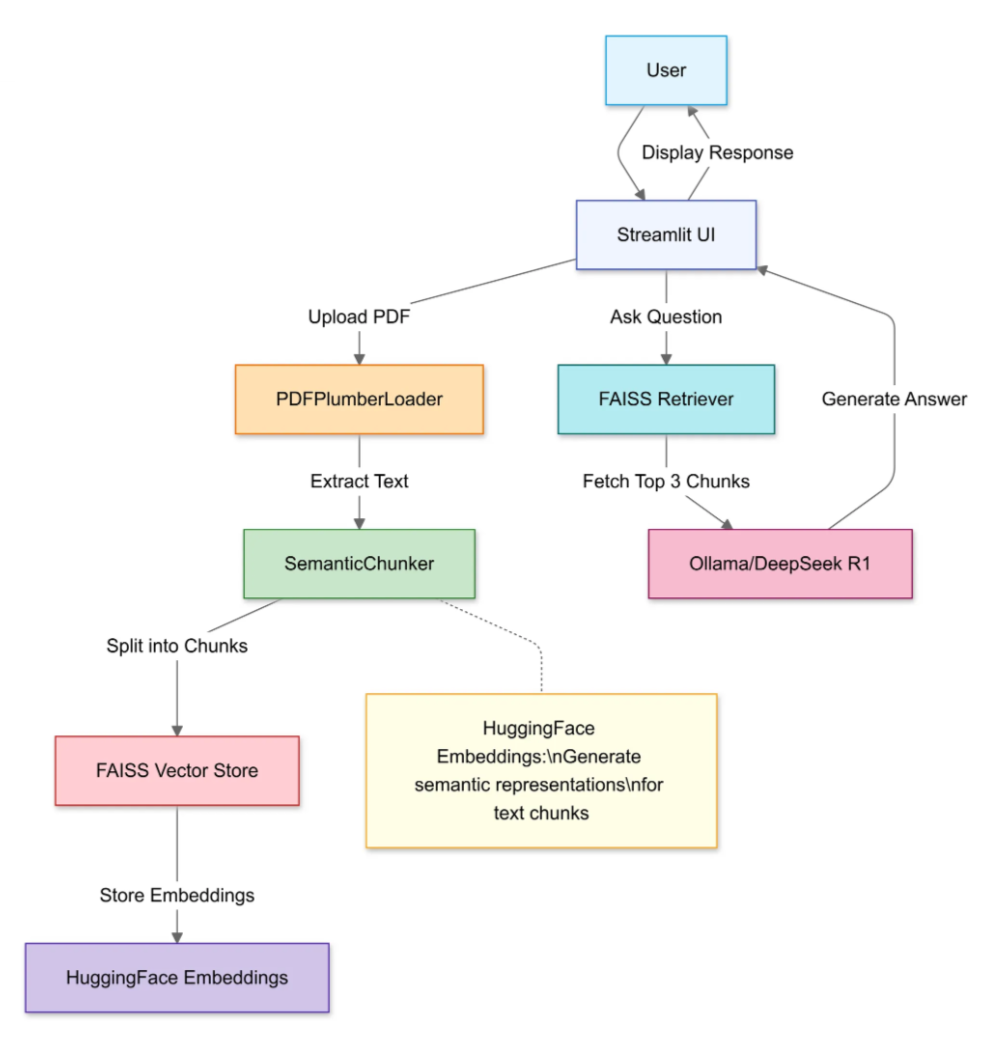 User
Display Response
Streamlit UI
Upload PDF
Ask Question
PDFPlumberLoader
FAISS Retriever
Generate Answer
Extract Text
Fetch Top 3 Chunks
SemanticChunker
Ollama/DeepSeek R1
Split into Chunks
HuggingFace
Embeddings:\nGenerate
semantic representations\nfor
text chunks
FAISS Vector Store
Store Embeddings
HuggingFace Embeddings